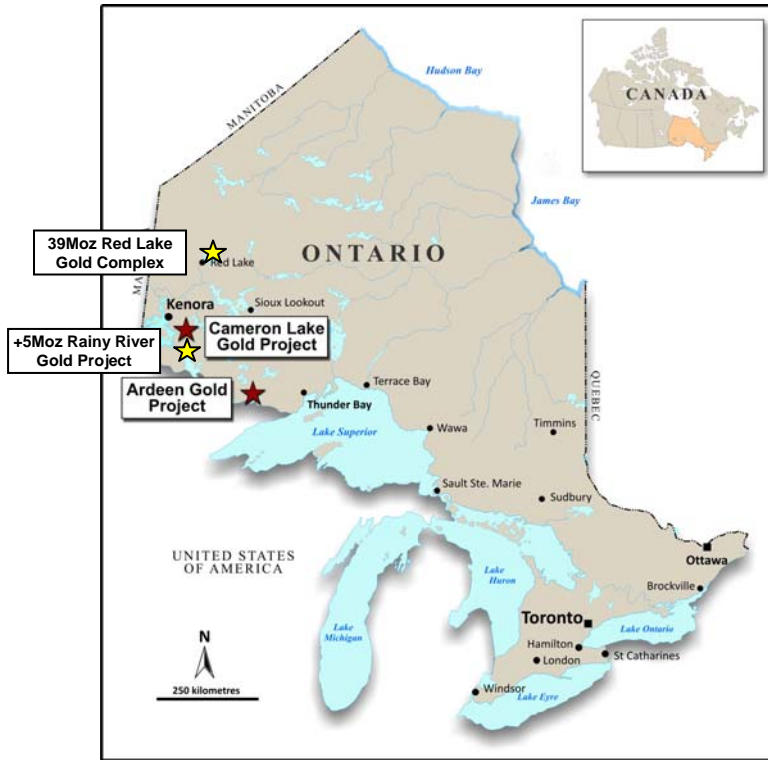 Hudson Bay
MANITOBA
CANADA
James Bay
39Moz Red Lake
Gold Complex
Red Lake
ONTARIO
Kenora
Sioux Lookout
Cameron Lake
Gold Project
+5Moz Rainy River
Gold Project
Ardeen Gold
Project
Terrace Bay
Thunder Bay
QUEBEC
Lake Superior
Wawa
Timmins
Sault Ste. Marie
Sudbury
UNITED STATES
OF AMERICA
Lake
Huron
Ottawa
Brockville
Lake
Michigan
Toronto
Lake Ontario
Hamilton
St Catharines
London
N
250 kilometres
Windsor
Lake Eyre